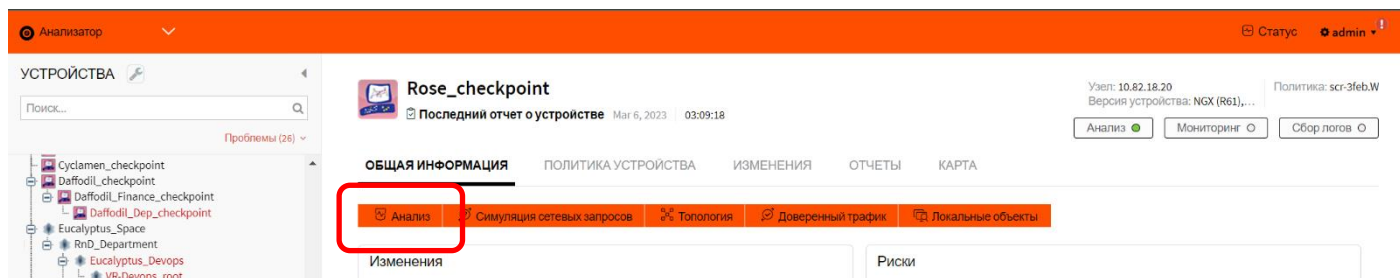 Анализатор
Статус admin
УСТРОЙСТВА
Поиск...
Проблемы (26)
Cyclamen_checkpoint
Daffodil_checkpoint
Daffodil_Finance_checkpoint
Daffodil_Dep_checkpoint
Eucalyptus_Space
RnD_Department
Eucalyptus_Devops
VR-Devops_root
Rose_checkpoint
Последний отчет о устройстве Mar 6, 2023 03:09:18
Узел: 10.82.18.20 Политика: scr-3feb.W
Версия устройства: NGX (R61),...
Анализ Мониторинг Сбор логов
ОБЩАЯ ИНФОРМАЦИЯ ПОЛИТИКА УСТРОЙСТВА ИЗМЕНЕНИЯ ОТЧЕТЫ КАРТА
Анализ Симуляция сетевых запросов Топология Доверенный трафик Локальные объекты
Изменения Риски